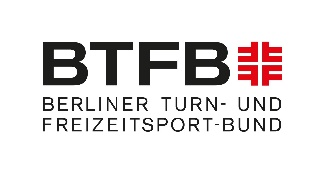 BTFB
BERLINER TURN- UND
FREIZEITSPORT-BUND